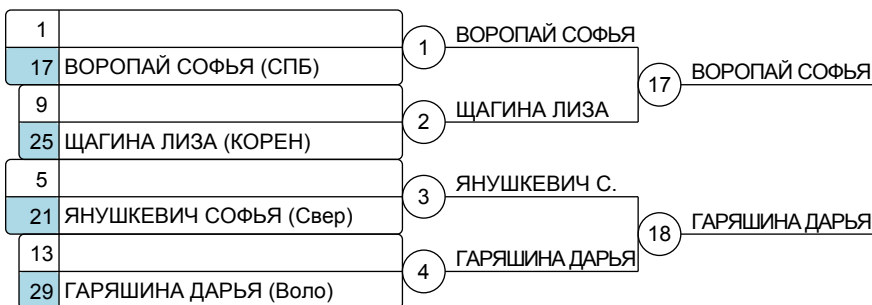 1
17 ВОРОПАЙ СОФЬЯ (СПБ)
1 ВОРОПАЙ СОФЬЯ
17 ВОРОПАЙ СОФЬЯ
9
25 ЩАГИНА ЛИЗА (КОРЕН)
2 ЩАГИНА ЛИЗА
5
21 ЯНУШКЕВИЧ СОФЬЯ (Свер)
3 ЯНУШКЕВИЧ С.
18 ГАРЯШИНА ДАРЬЯ
13
29 ГАРЯШИНА ДАРЬЯ (Воло)
4 ГАРЯШИНА ДАРЬЯ